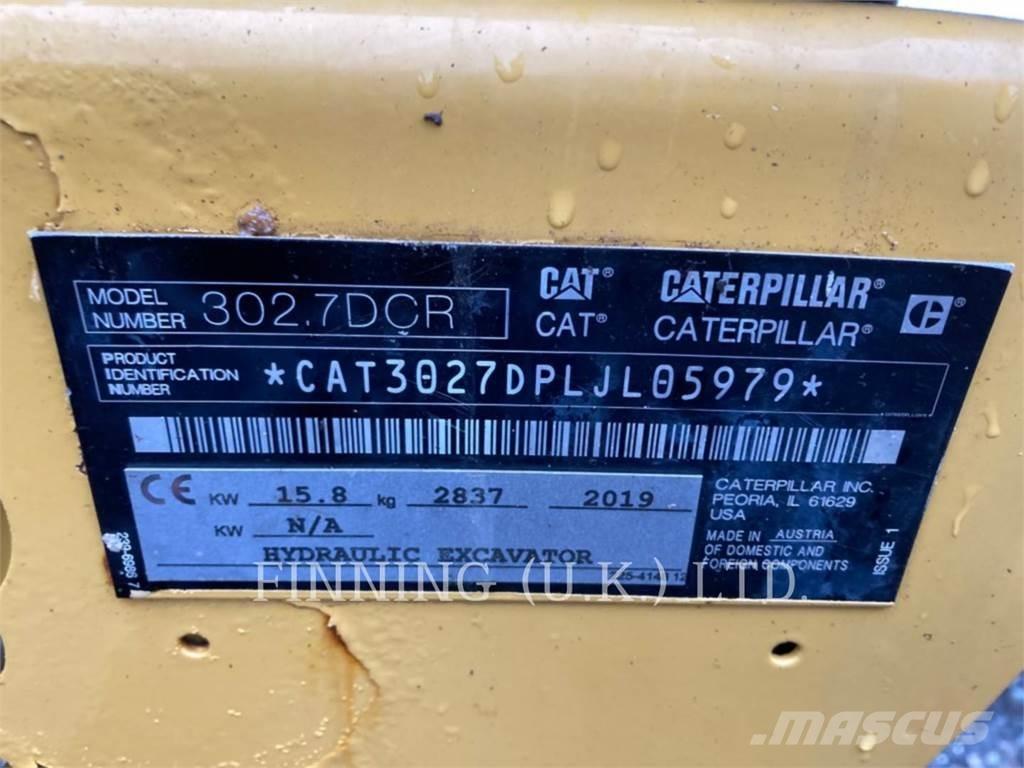 MODEL
NUMBER 302.7DCR
CAT® CATERPILLAR®
CAT® CATERPILLAR®
PRODUCT
IDENTIFICATION
NUMBER
*CAT3027DPLJL05979*
CE KW 15.8 kg 2837 2019
KW N/A
HYDRAULIC EXCAVATOR
CATERPILLAR INC.
PEORIA, IL 61629
USA
MADE IN AUSTRIA
OF DOMESTIC AND
FOREIGN COMPONENTS
ISSUE 1
FINNING (U.K.) LTD.
MASCUS